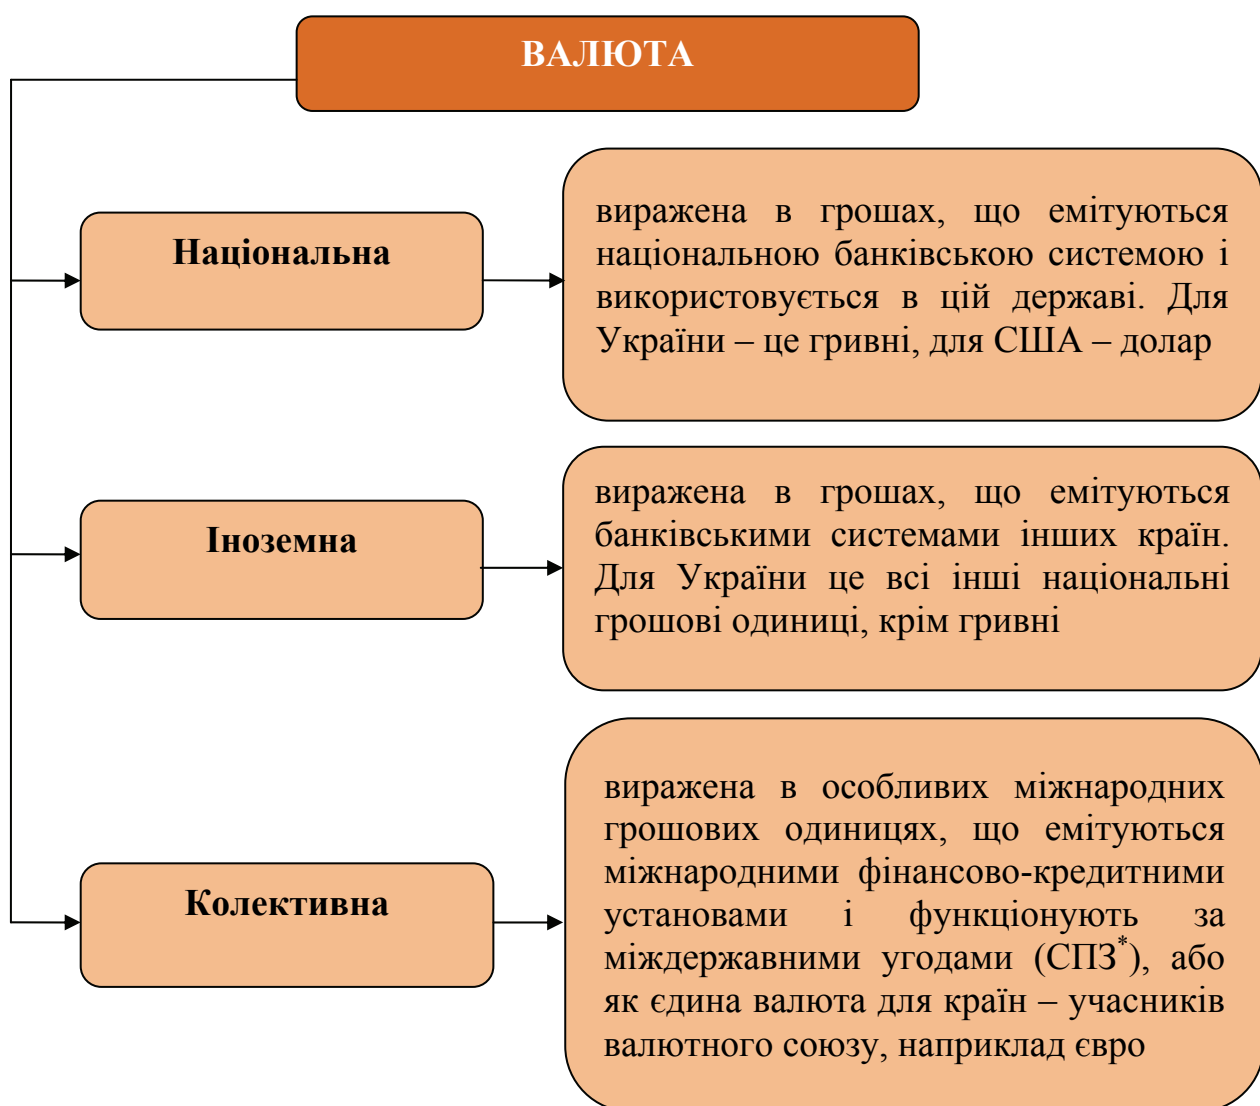 ВАЛЮТА
Національна
виражена в грошах, що емітуються
національною банківською системою і
використовується в цій державі. Для
України – це гривні, для США – долар
Іноземна
виражена в грошах, що емітуються
банківськими системами інших країн.
Для України це всі інші національні
грошові одиниці, крім гривні
Колективна
виражена в особливих міжнародних
грошових одиницях, що емітуються
міжнародними фінансово-кредитними
установами і функціонують за
міждержавними угодами (СПЗ*), або
як єдина валюта для країн – учасників
валютного союзу, наприклад євро